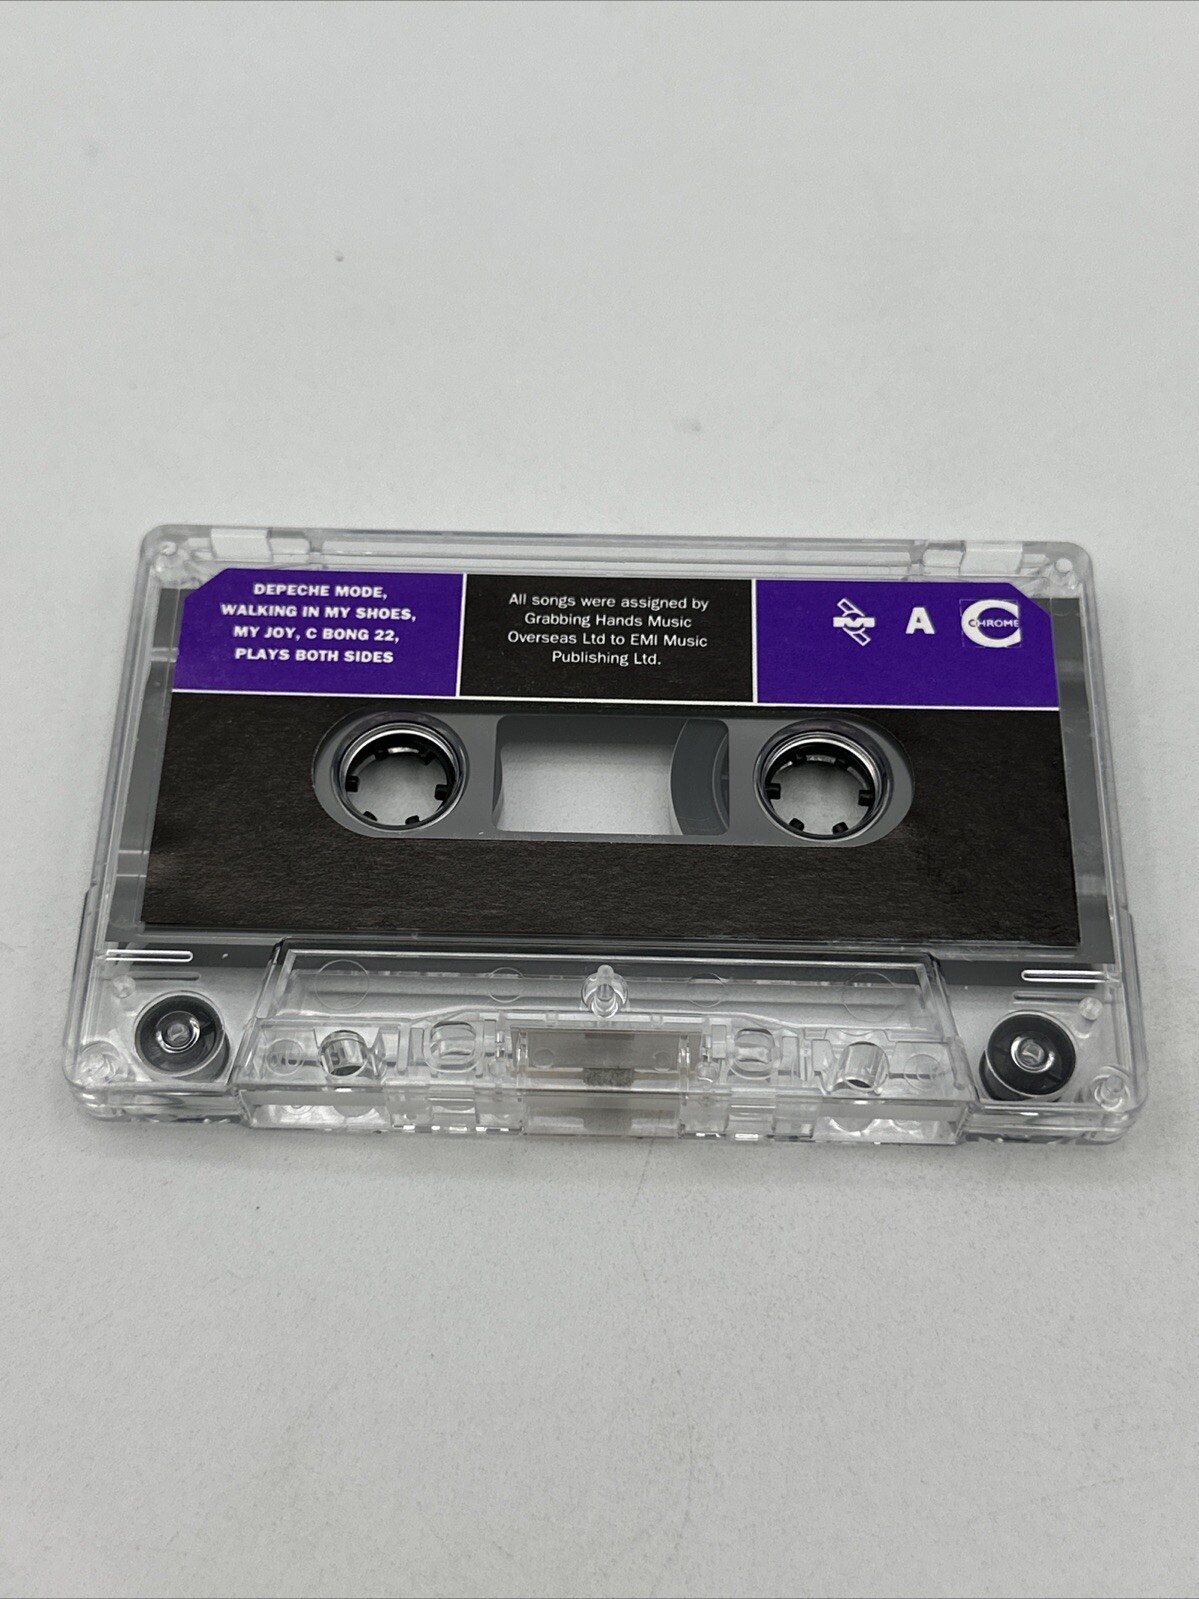 DEPECHE MODE,
WALKING IN MY SHOES,
MY JOY, C BONG 22,
PLAYS BOTH SIDES
All songs were assigned by
Grabbing Hands Music
Overseas Ltd to EMI Music
Publishing Ltd.
A
CHROME